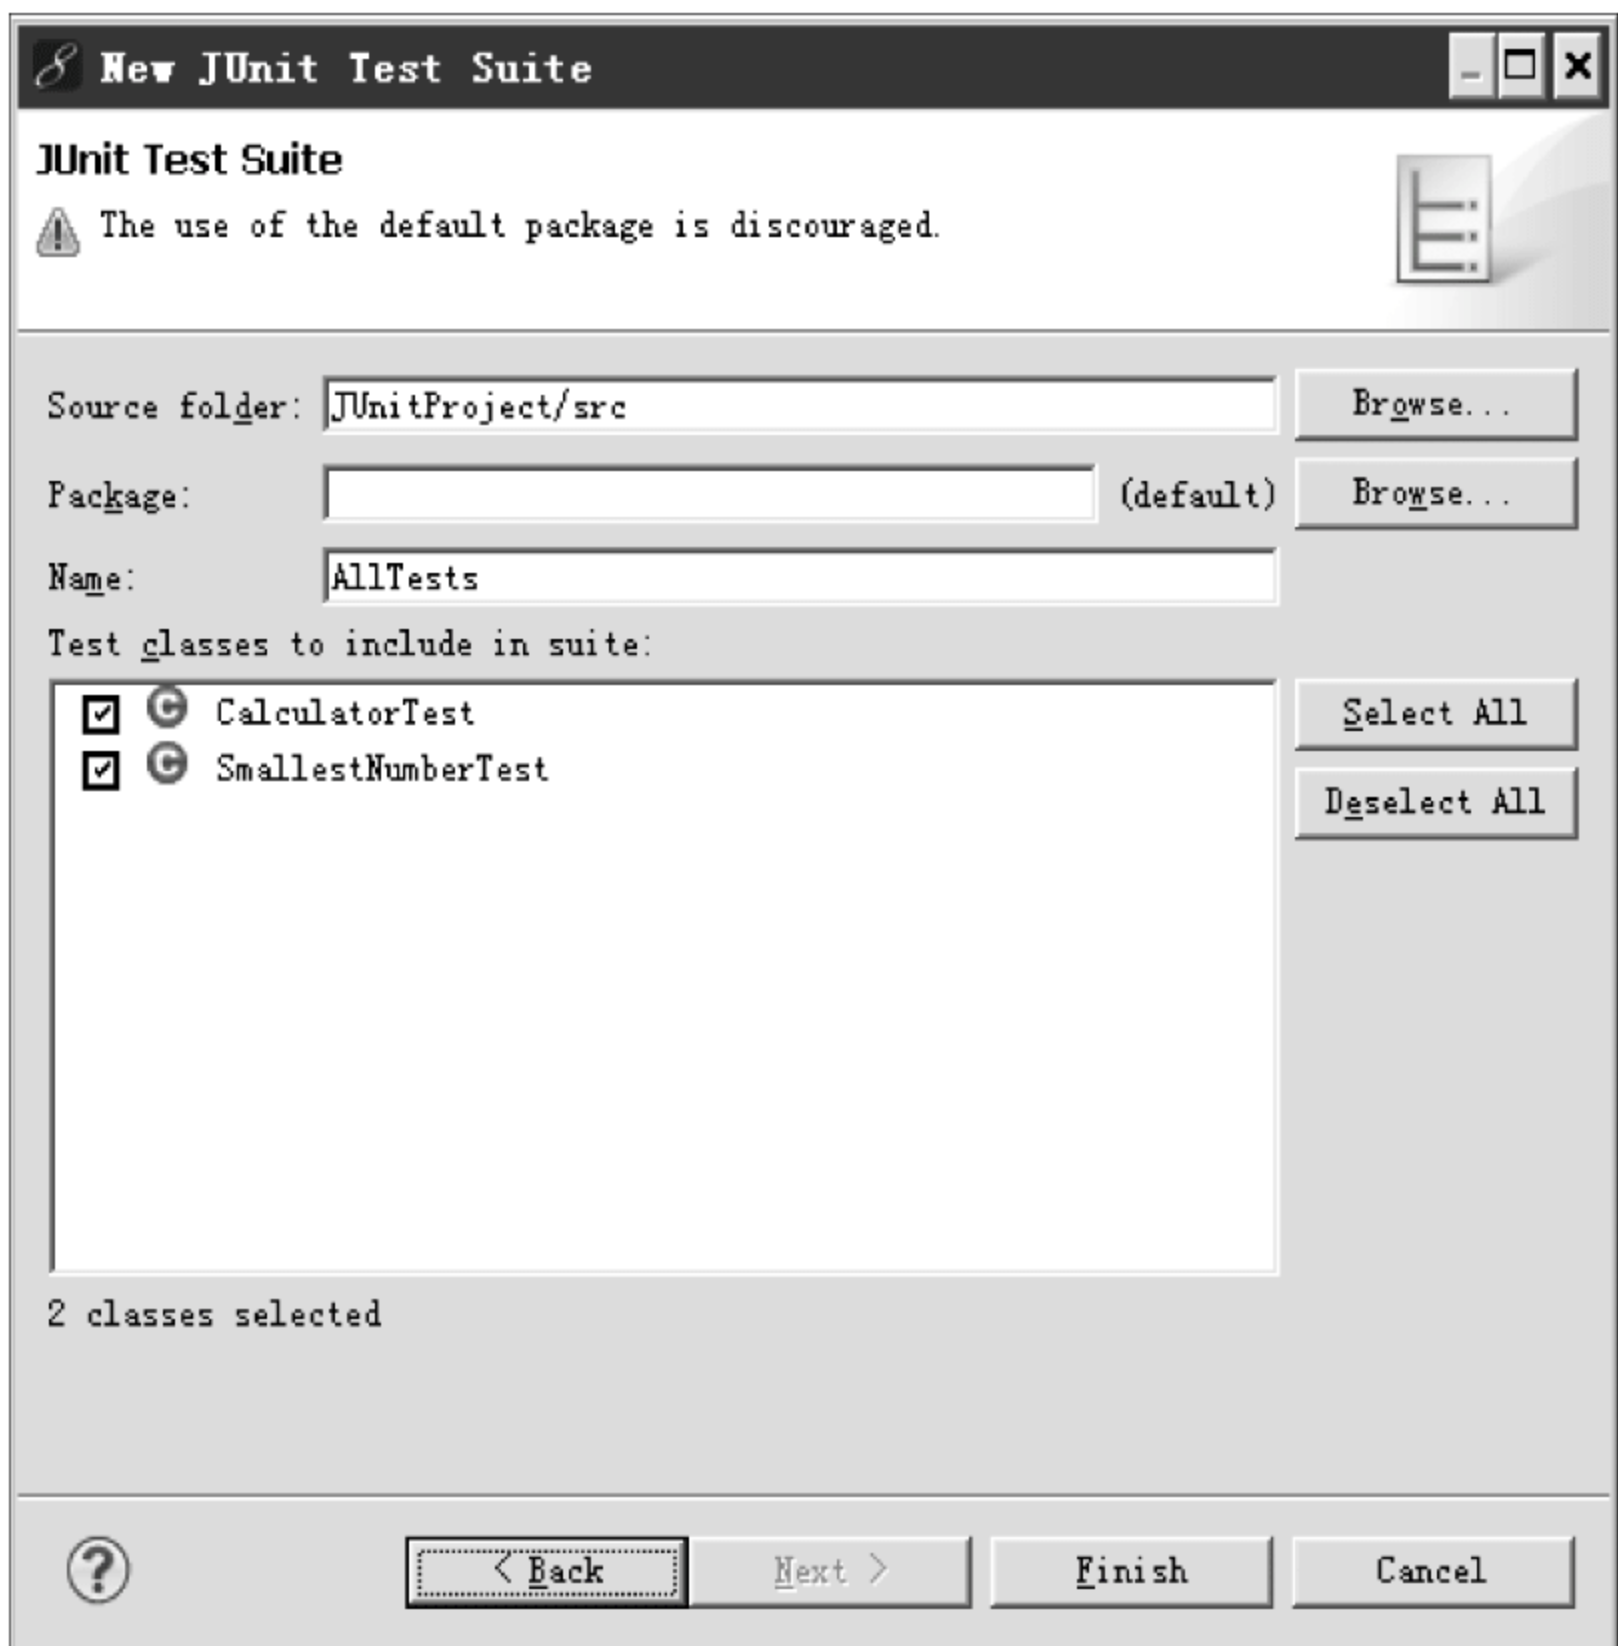 New JUnit Test Suite
JUnit Test Suite
The use of the default package is discouraged.
Source folder: JUnitProject/src Browse...
Package: (default) Browse...
Name: AllTests
Test classes to include in suite:
CalculatorTest Select All
SmallestNumberTest
Deselect All
2 classes selected
? < Back Next > Finish Cancel